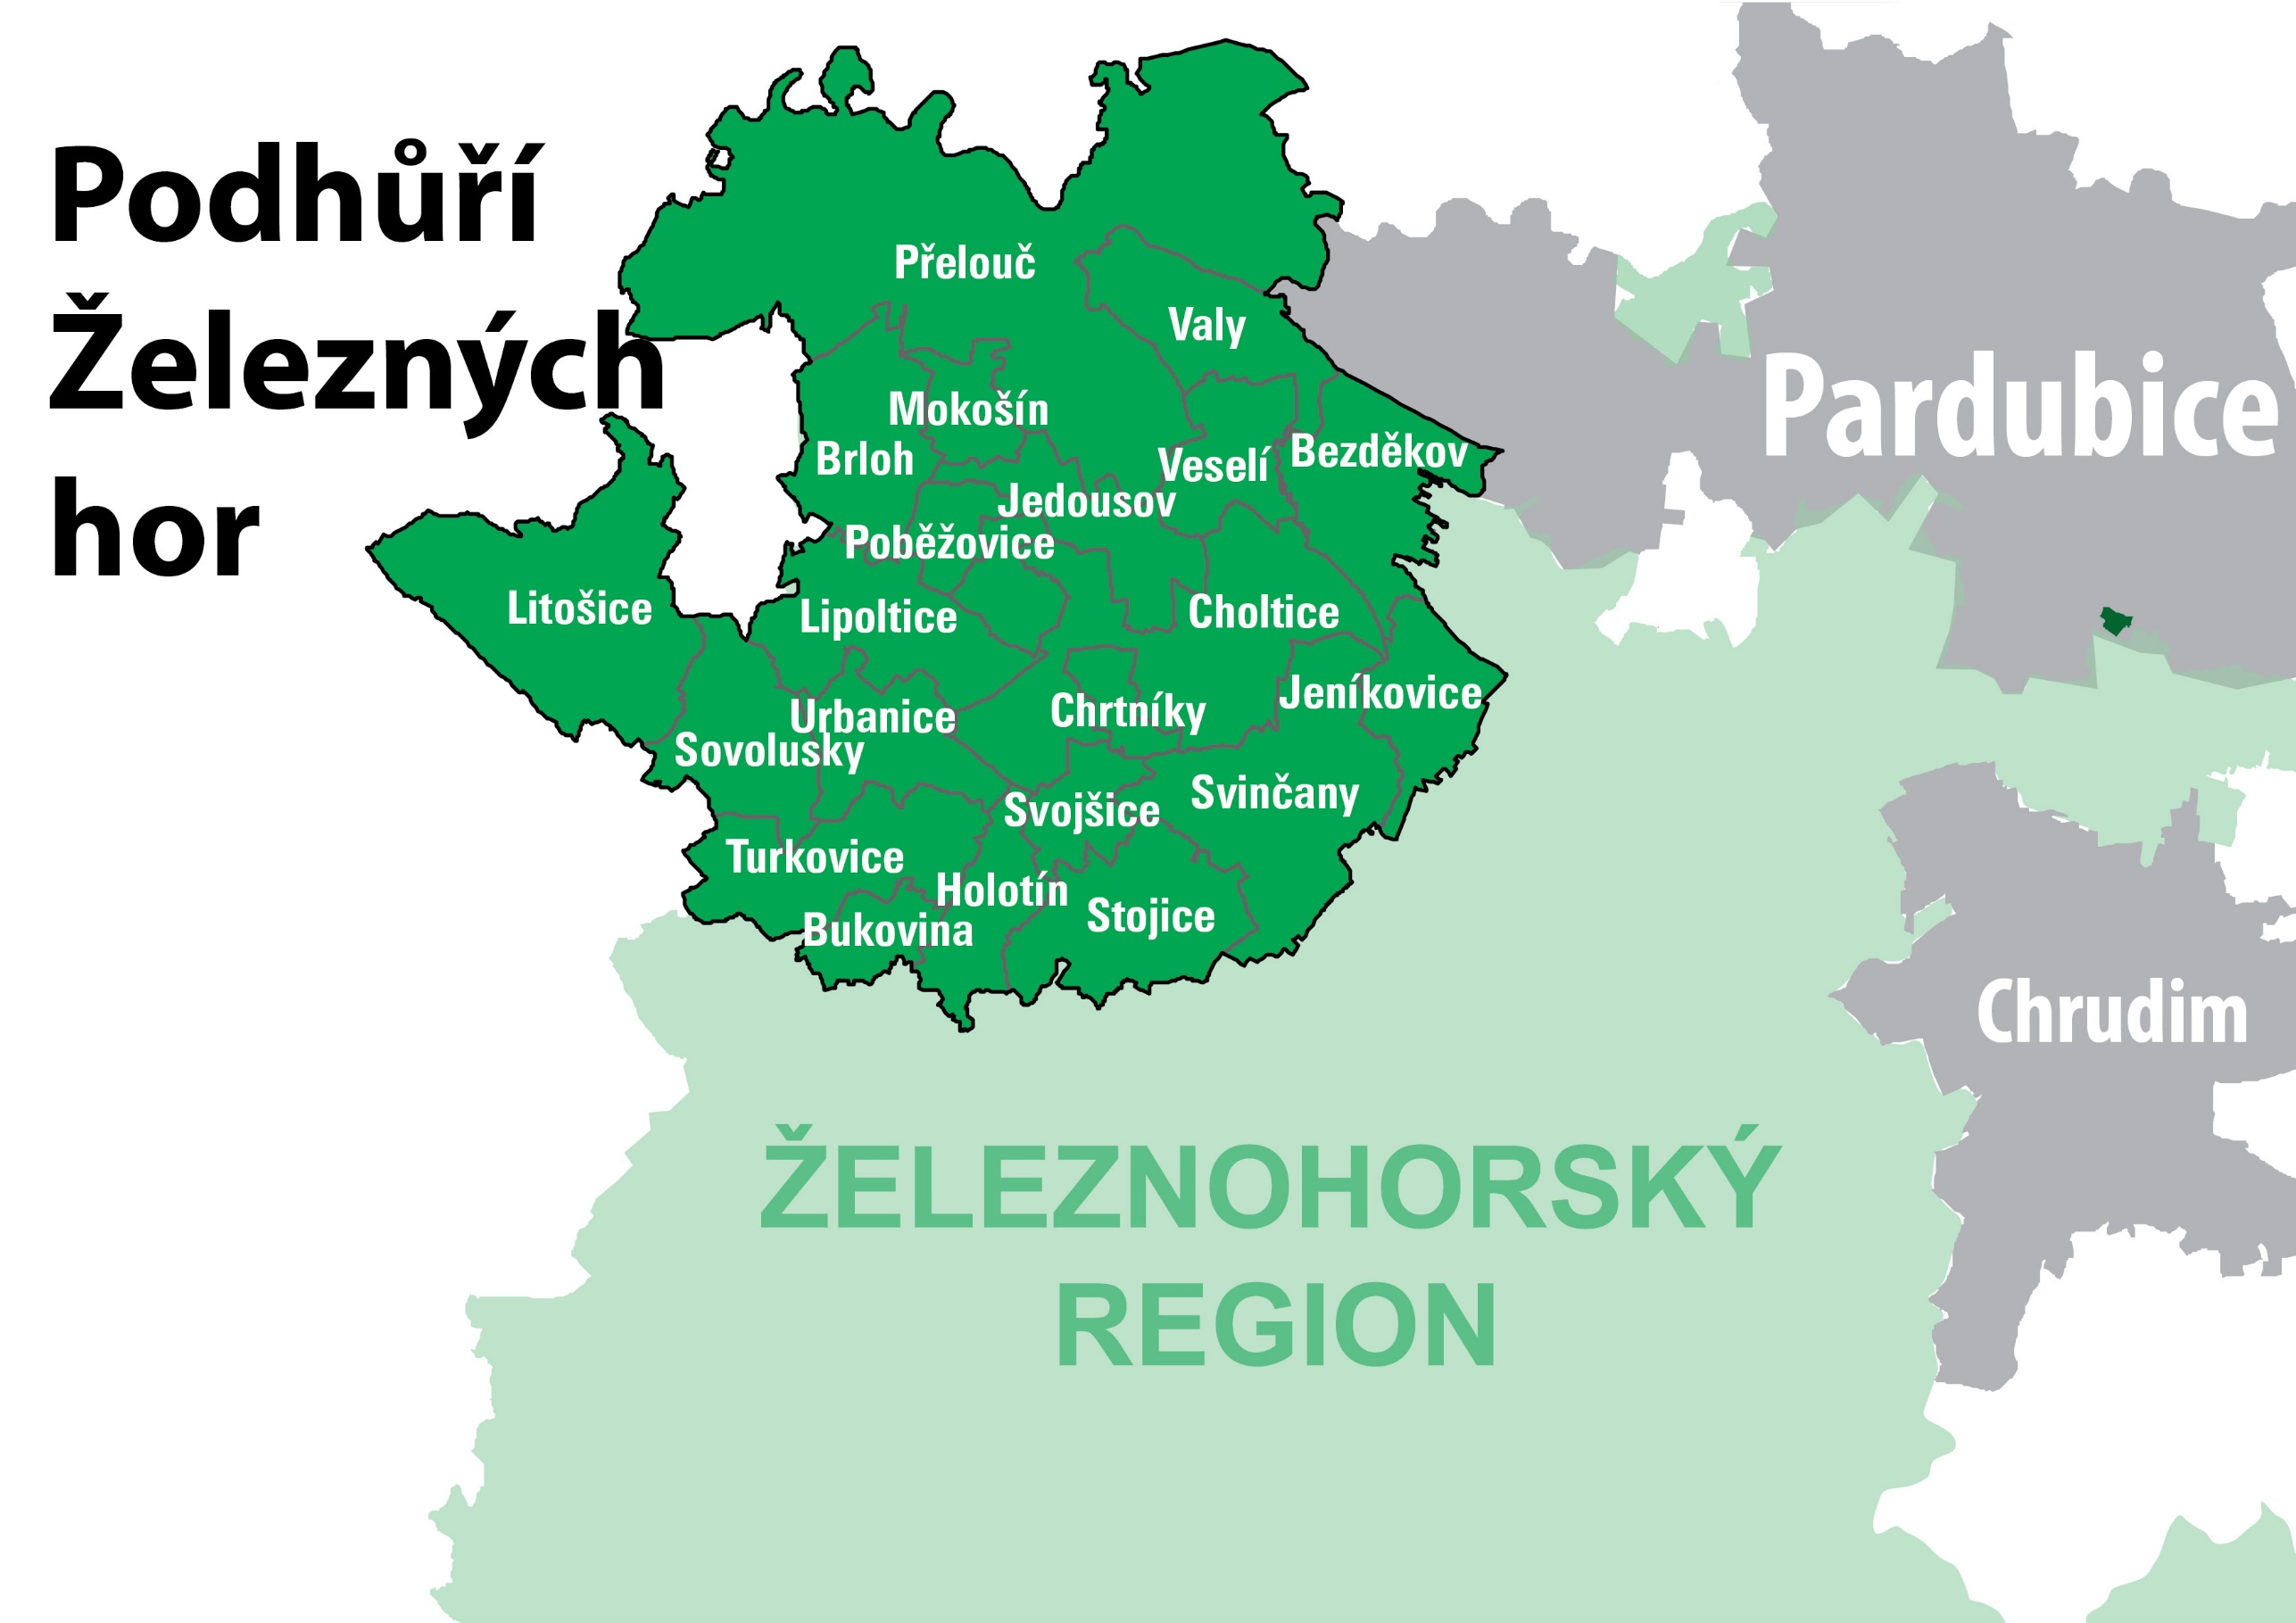 Podhůří
Železných
hor
Přelouč
Valy
Mokošín
Brloh
Veselí
Bezděkov
Jedousov
Poběžovice
Litošice
Lipoltice
Choltice
Urbanice
Chrtníky
Jeníkovice
Sovolusky
Svojšice
Svinčany
Turkovice
Holotín
Stojice
Bukovina
Pardubice
Chrudim
ŽELEZNOHORSKÝ
REGION